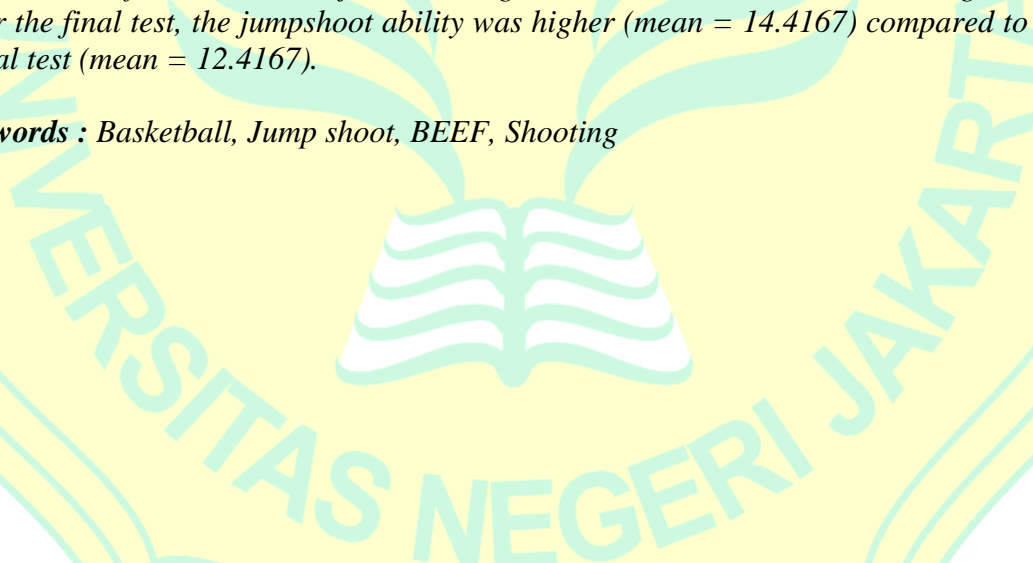 r the final test, the jumpshoot ability was higher (mean = 14.4167) compared to
al test (mean = 12.4167).
words : Basketball, Jump shoot, BEEF, Shooting
NIVERSITAS NEGERI JAKART